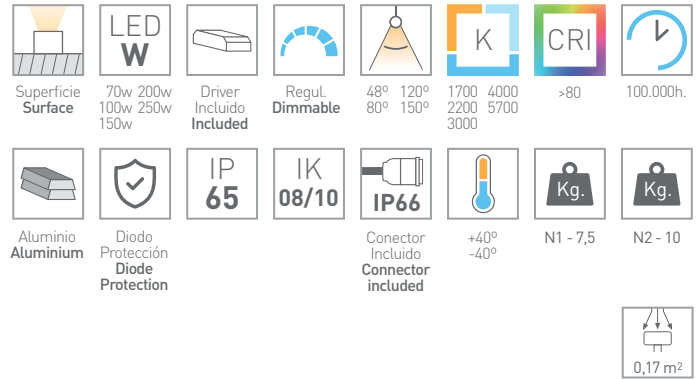 LED
W
K
CRI
Superficie
Surface
70w 200w
100w 250w
150w
Driver
Incluido
Included
Regul.
Dimmable
48º 120º
80º 150º
1700 4000
2200 5700
3000
>80
100.000h.
IP
65
IK
08/10
IP66
Kg.
Kg.
Aluminio
Aluminium
Diodo
Protección
Diode
Protection
Conector
Incluido
Connector
included
+40º
-40º
N1 - 7,5
N2 - 10
0,17 m²